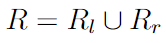 R = R_l ∪ R_r